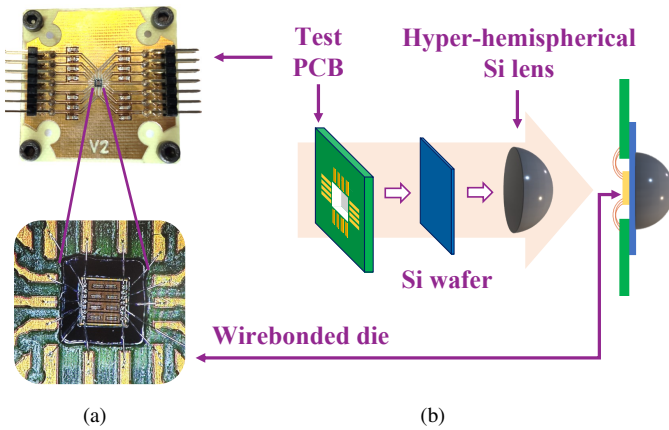 Test
PCB
Hyper-hemispherical
Si lens
V2
Si wafer
Wirebonded die
(a)
(b)